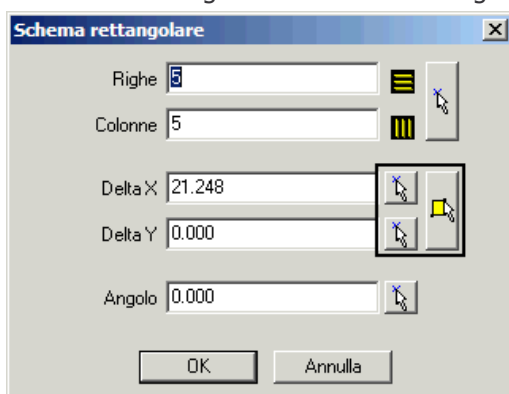 Schema rettangolare
Righe 5
Colonne 5
Delta X 21.248
Delta Y 0.000
Angolo 0.000
OK Annulla